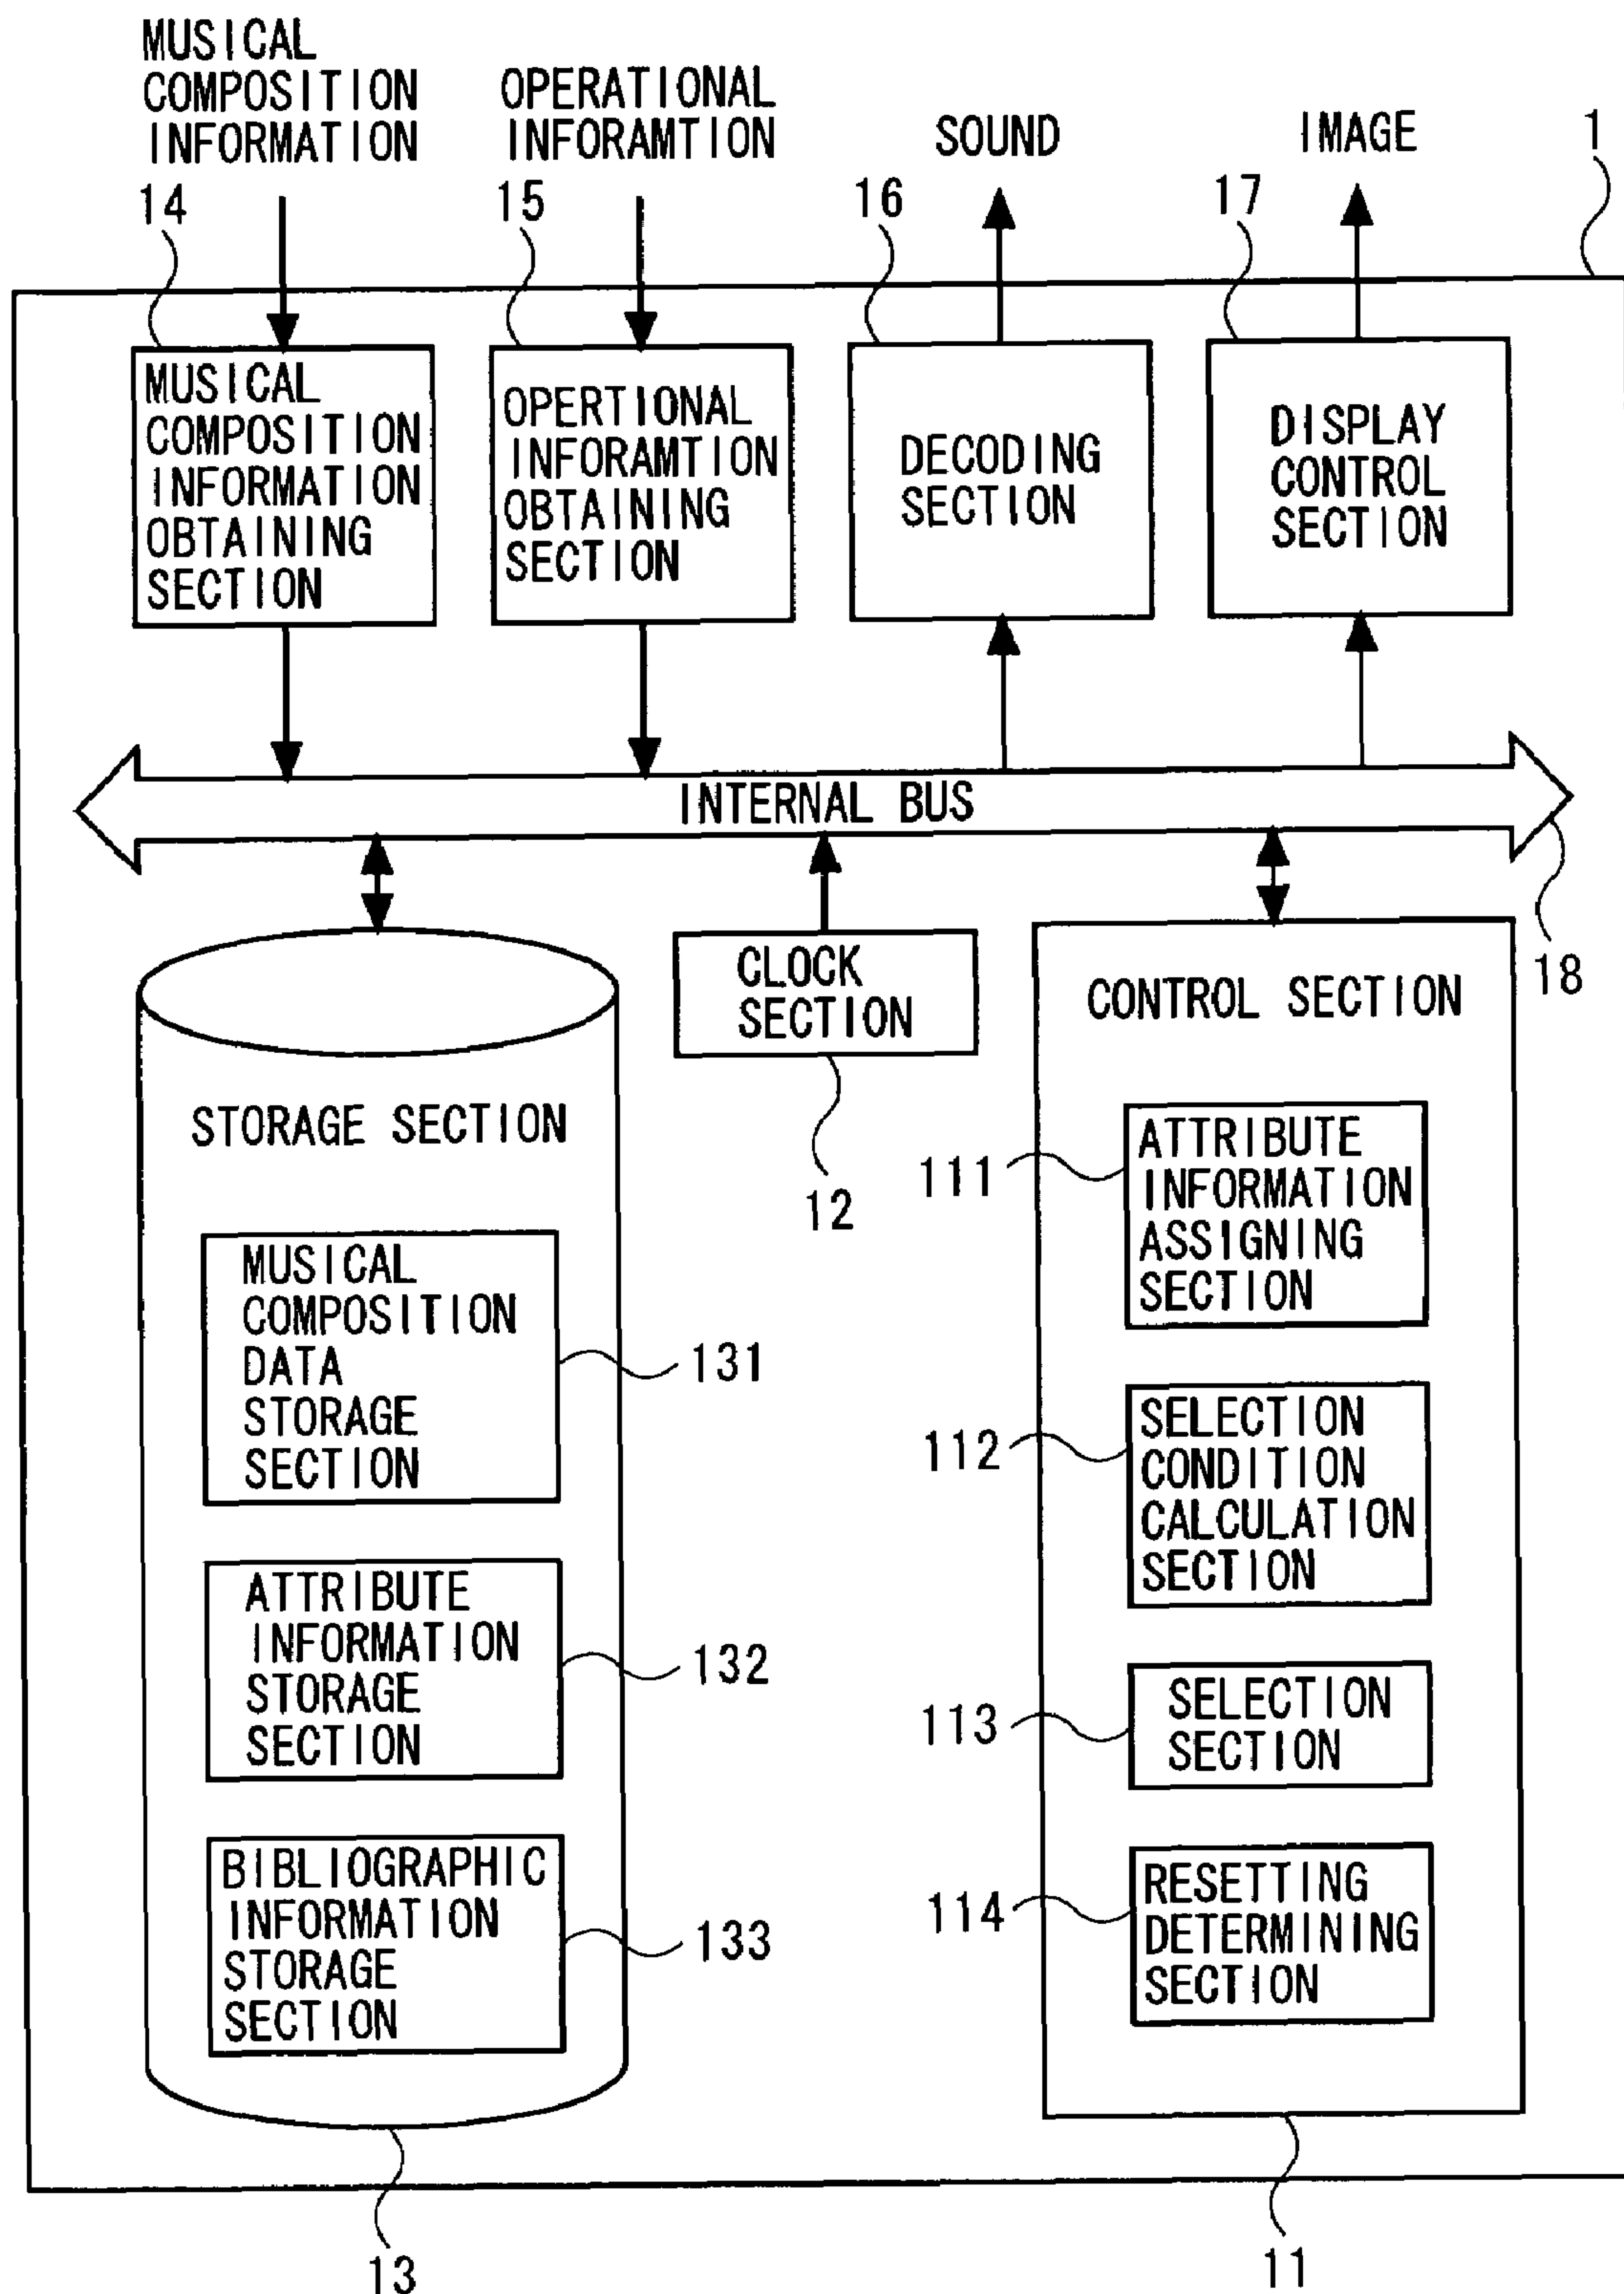 MUSICAL
COMPOSITION
INFORMATION
OPERATIONAL
INFORAMTION
SOUND
IMAGE
1
14
15
16
17
MUSICAL
COMPOSITION
INFORMATION
OBTAINING
SECTION
OPERTIONAL
INFORAMTION
OBTAINING
SECTION
DECODING
SECTION
DISPLAY
CONTROL
SECTION
INTERNAL BUS
18
CLOCK
SECTION
12
STORAGE SECTION
MUSICAL
COMPOSITION
DATA
STORAGE
SECTION
131
ATTRIBUTE
INFORMATION
STORAGE
SECTION
132
BIBLIOGRAPHIC
INFORMATION
STORAGE
SECTION
133
13
CONTROL SECTION
111
ATTRIBUTE
INFORMATION
ASSIGNING
SECTION
112
SELECTION
CONDITION
CALCULATION
SECTION
113
SELECTION
SECTION
114
RESETTING
DETERMINING
SECTION
11